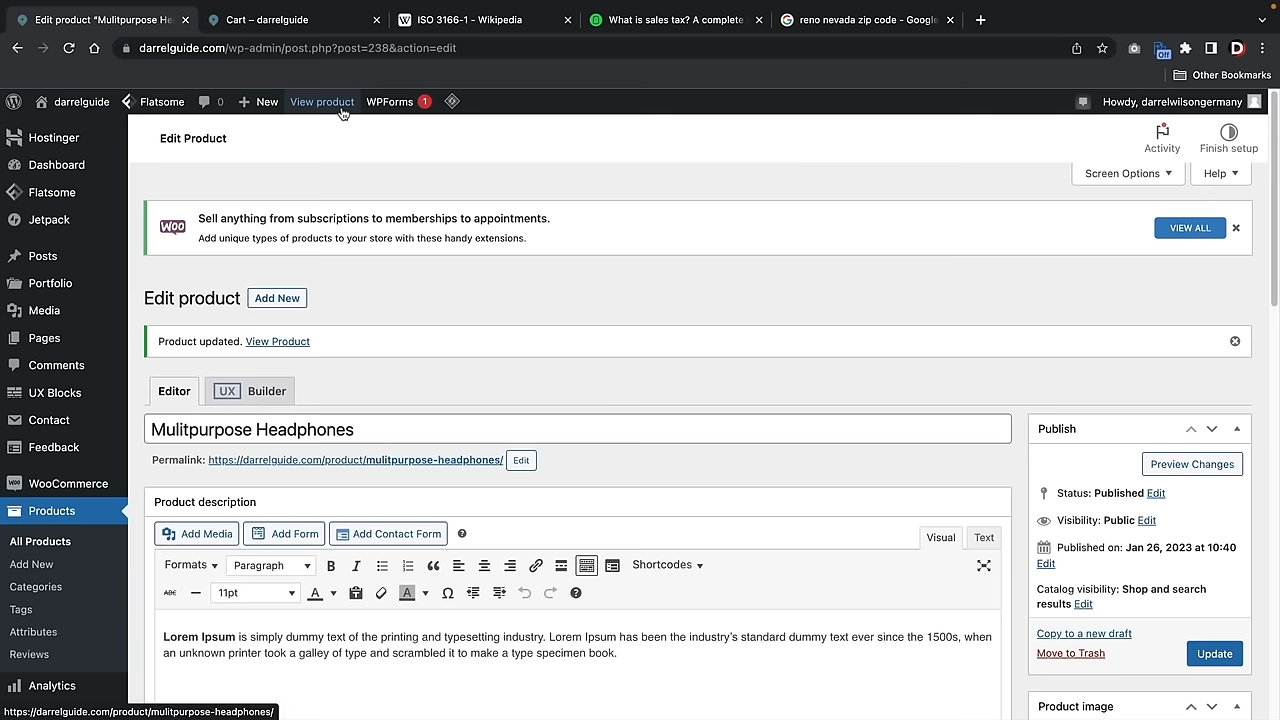 Edit product "Mulitpurpose He
Cart – darrelguide
ISO 3166-1 - Wikipedia
What is sales tax? A complete
reno nevada zip code - Google
darrelguide.com/wp-admin/post.php?post=238&action=edit
Off
D
Other Bookmarks
darrelguide
Flatsome
0
New
View product
WPForms 1
Howdy, darrelwilsongermany
Hostinger
Dashboard
Flatsome
Jetpack
Posts
Portfolio
Media
Pages
Comments
UX Blocks
Contact
Feedback
WooCommerce
Products
All Products
Add New
Categories
Tags
Attributes
Reviews
Analytics
Edit Product
Activity
Finish setup
Screen Options
Help
WOO
Sell anything from subscriptions to memberships to appointments.
Add unique types of products to your store with these handy extensions.
VIEW ALL
Edit product
Add New
Product updated. View Product
Editor
UX Builder
Mulitpurpose Headphones
Permalink: https://darrelguide.com/product/mulitpurpose-headphones/ Edit
Product description
Add Media
Add Form
Add Contact Form
Visual
Text
Formats
Paragraph
B
I
Shortcodes
ABC
11pt
A
A
Lorem Ipsum is simply dummy text of the printing and typesetting industry. Lorem Ipsum has been the industry's standard dummy text ever since the 1500s, when
an unknown printer took a galley of type and scrambled it to make a type specimen book.
Publish
Preview Changes
Status: Published Edit
Visibility: Public Edit
Published on: Jan 26, 2023 at 10:40
Edit
Catalog visibility: Shop and search
results Edit
Copy to a new draft
Move to Trash
Update
Product image
https://darrelguide.com/product/mulitpurpose-headphones/